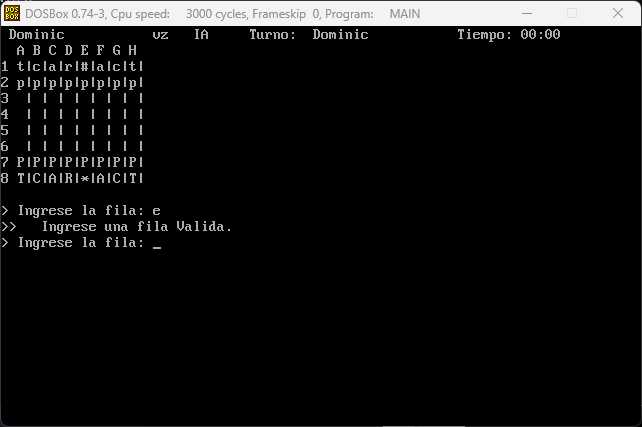 DOSBox 0.74-3, Cpu speed: 3000 cycles, Frameskip 0, Program: MAIN
Dominic vz IA Turno: Dominic Tiempo: 00:00
A B C D E F G H
1 t|c|a|r|#|a|c|t|
2 p|p|p|p|p|p|p|p|
3 | | | | | | | |
4 | | | | | | | |
5 | | | | | | | |
6 | | | | | | | |
7 P|P|P|P|P|P|P|P|
8 T|C|A|R|*|A|C|T|
> Ingrese la fila: e
>> Ingrese una fila Valida.
> Ingrese la fila: _